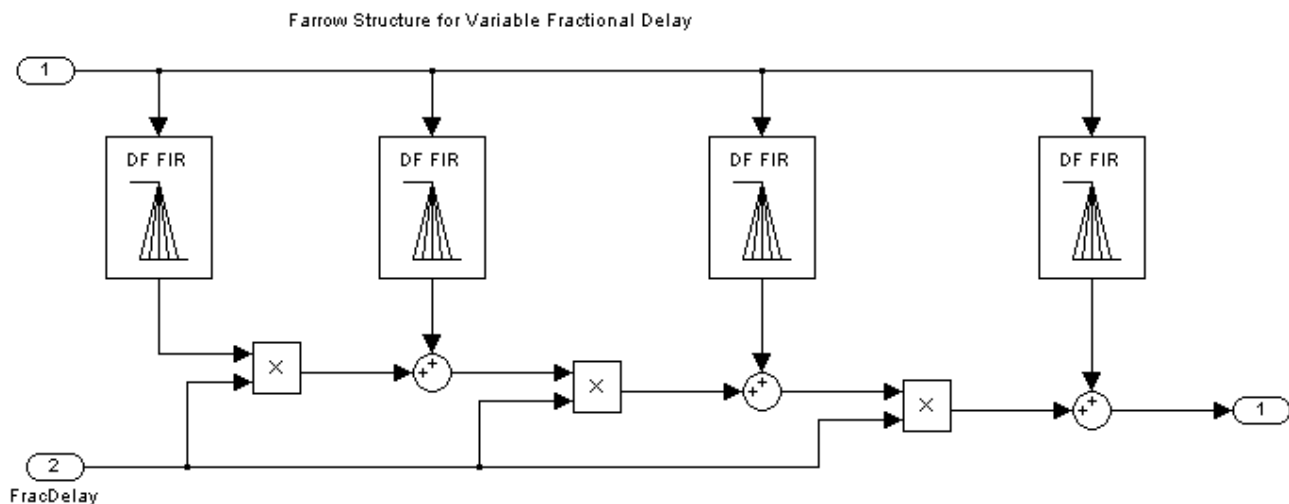 Farrow Structure for Variable Fractional Delay
1
DF FIR
DF FIR
DF FIR
DF FIR
×
+
+
×
+
+
×
+
+
1
2
FracDelay